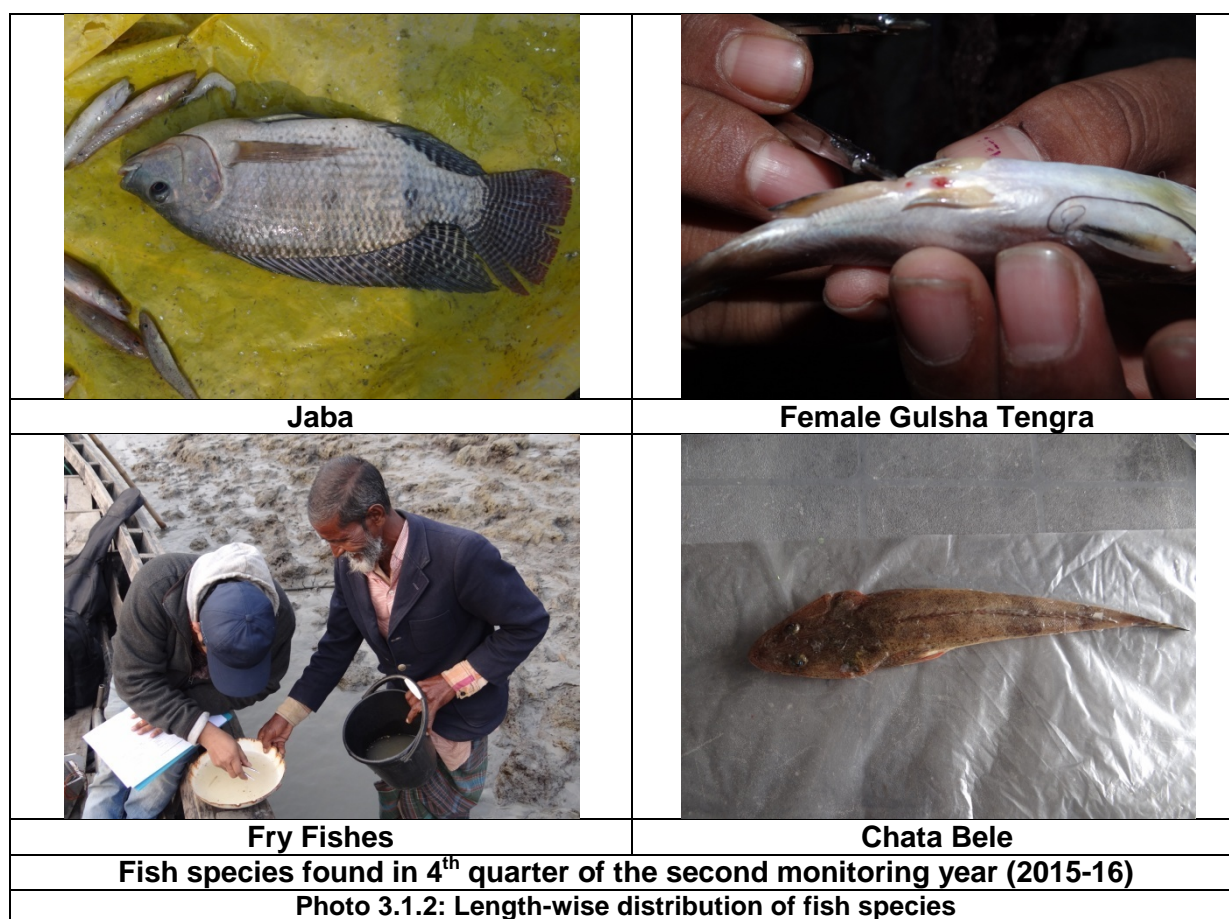 Jaba
Female Gulsha Tengra
Fry Fishes
Chata Bele
Fish species found in 4th quarter of the second monitoring year (2015-16)
Photo 3.1.2: Length-wise distribution of fish species